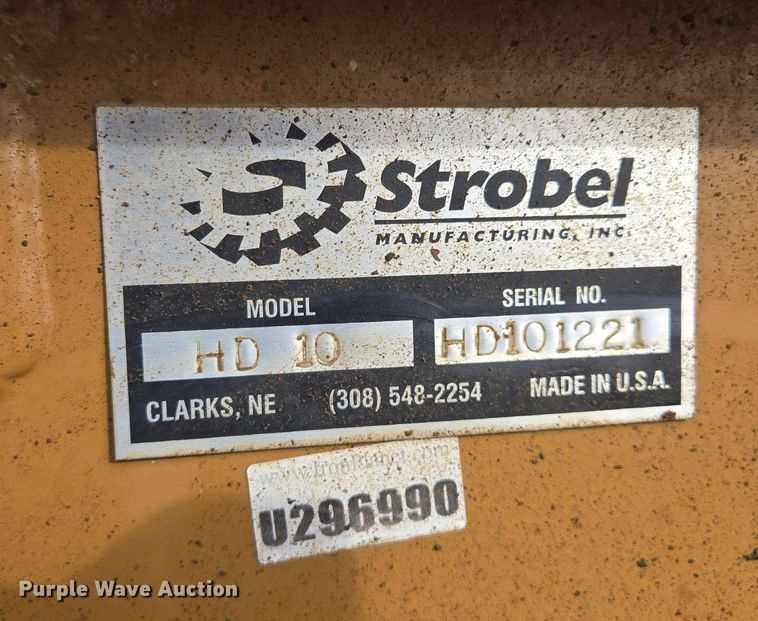 Strobel
MANUFACTURING, INC.
MODEL
SERIAL NO.
HD 10
HD101221
CLARKS, NE
(308) 548-2254
MADE IN U.S.A.
U296990
Purple Wave Auction